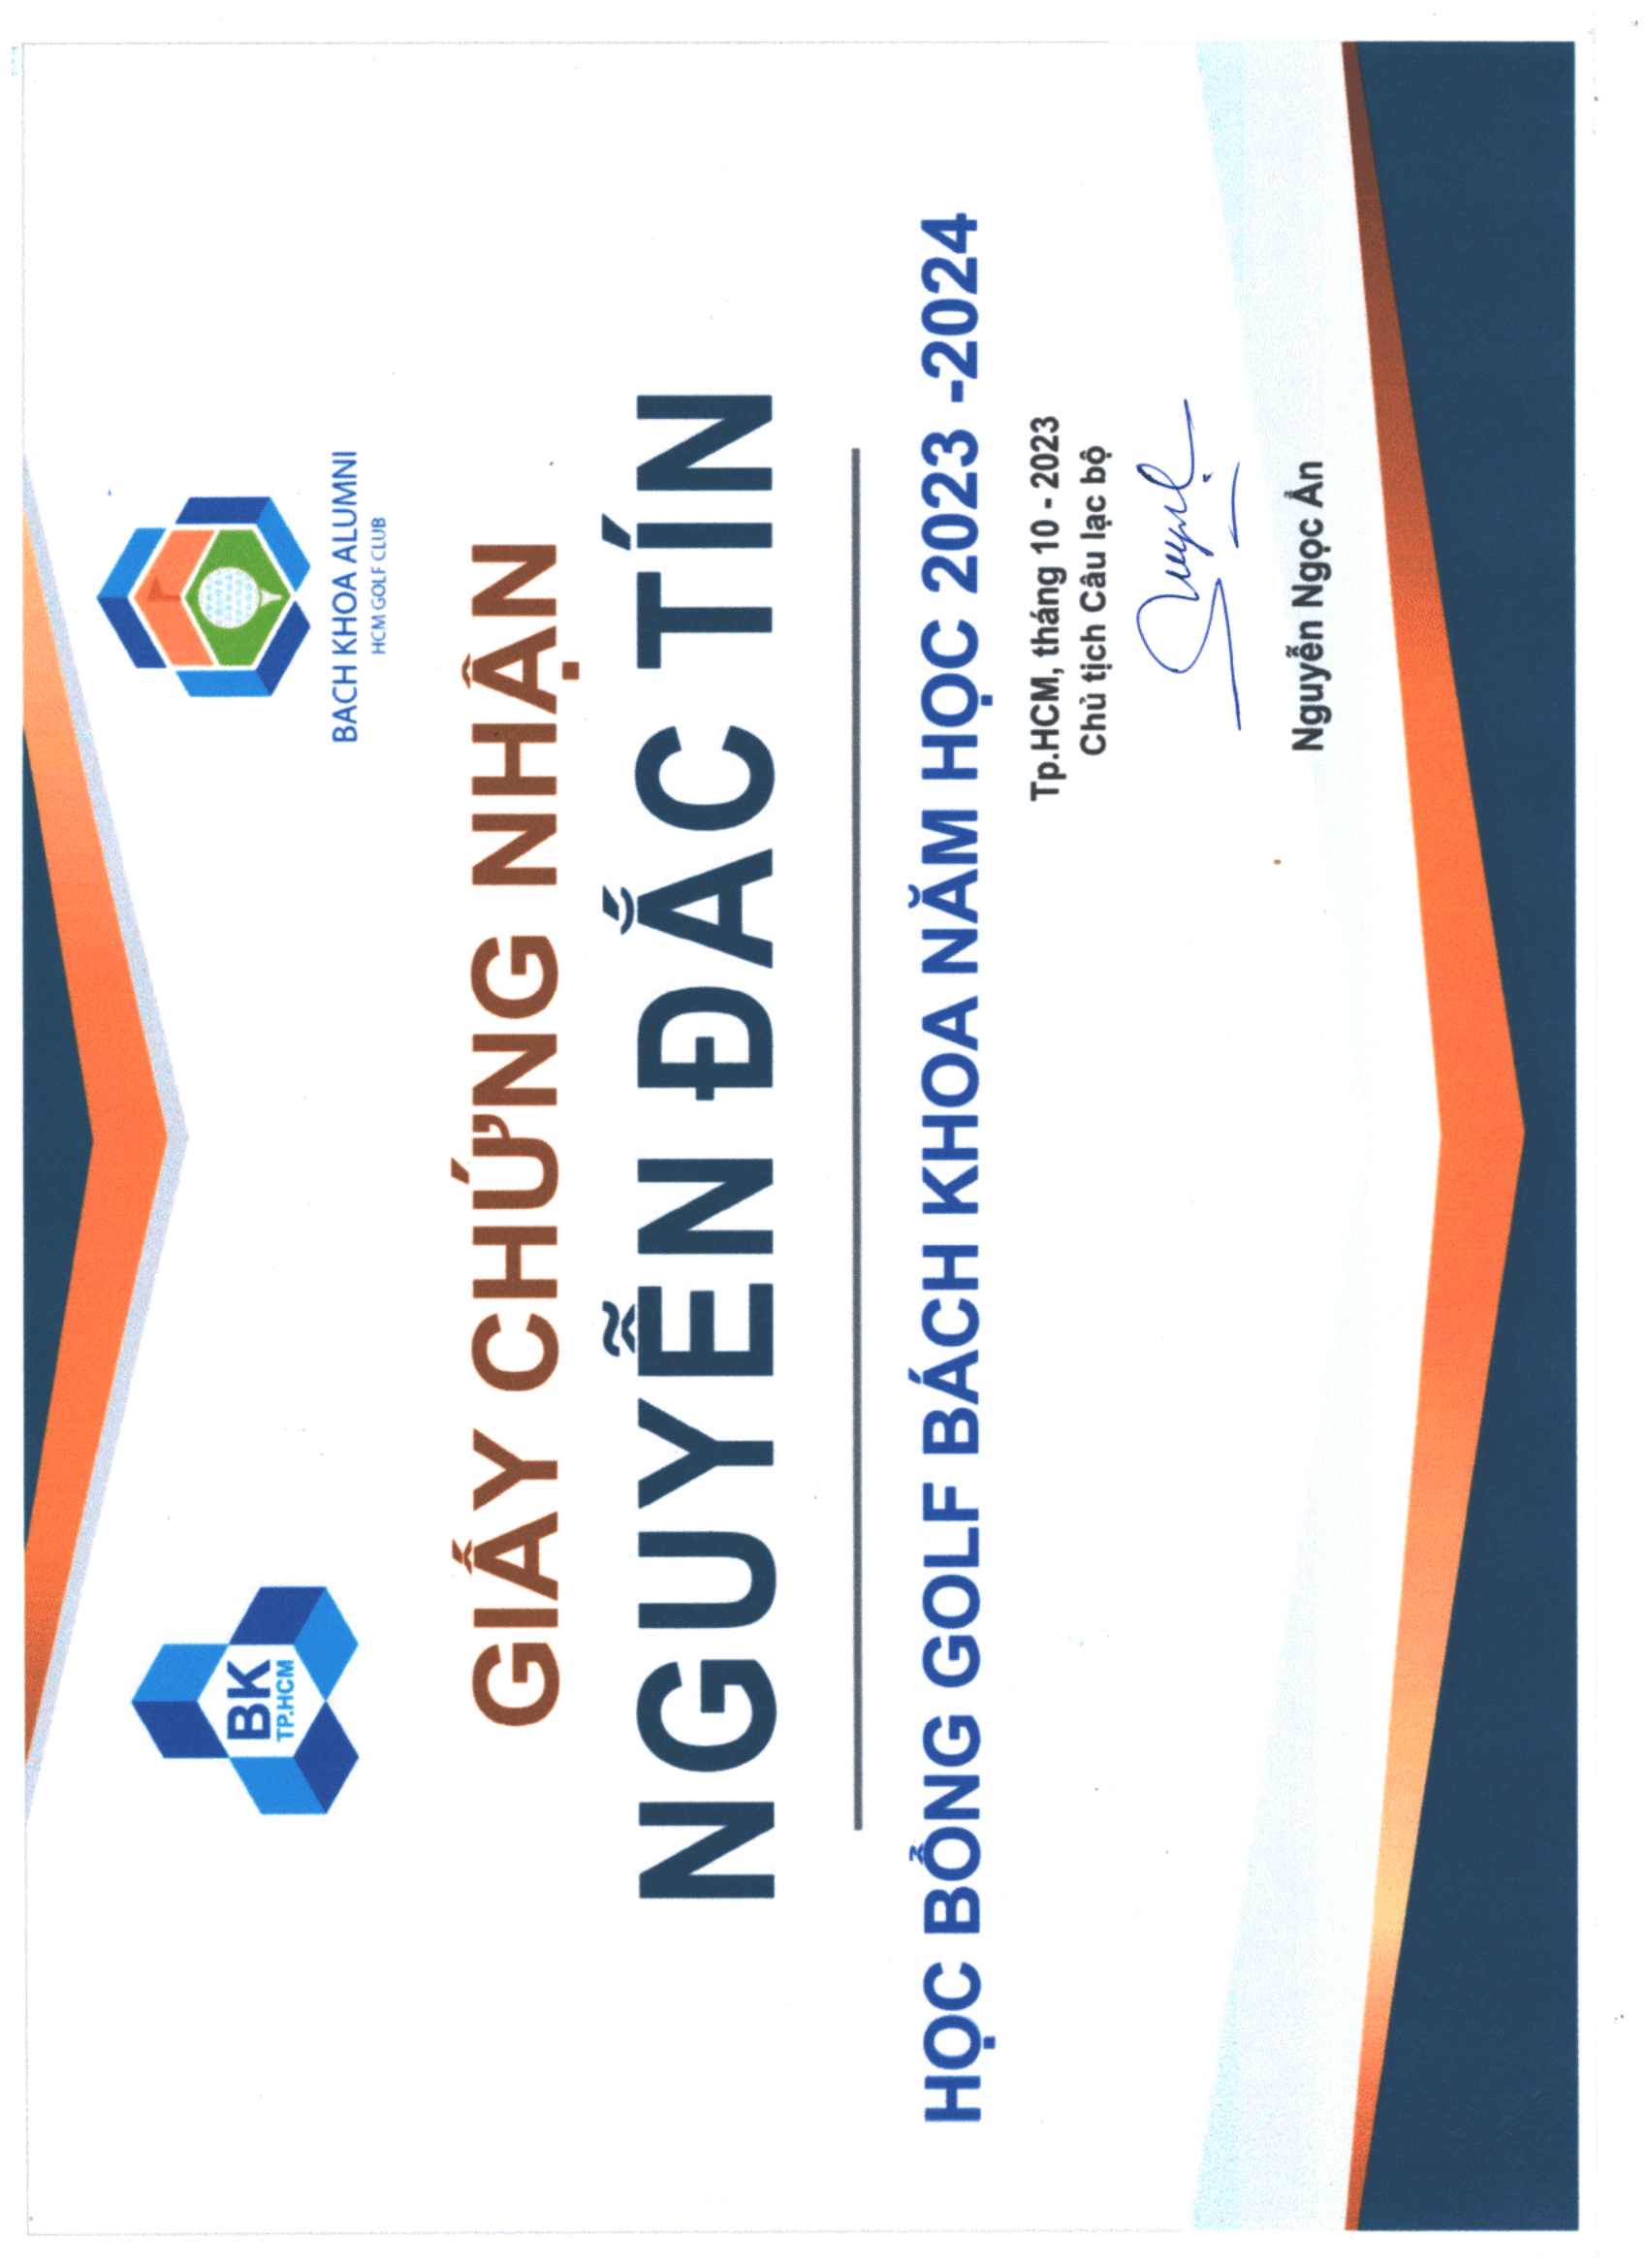 BK
TP.HCM
BACH KHOA ALUMNI
HCM GOLF CLUB
GIẤY CHỨNG NHẬN
NGUYỄN ĐẮC TÍN
HỌC BỔNG GOLF BÁCH KHOA NĂM HỌC 2023 -2024
Tp.HCM, tháng 10 - 2023
Chủ tịch Câu lạc bộ
Nguyễn Ngọc Ẩn